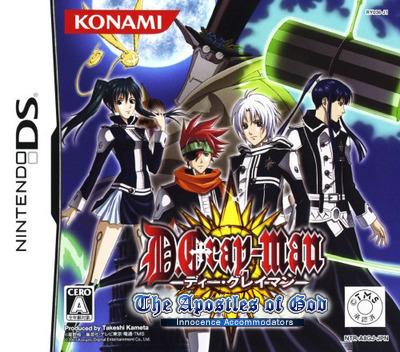 KONAMI
NINTENDO DS
D.Gray-man
ディー・グレイマン
The Apostles of God
Innocence Accommodators
CERO
A
Produced by Takeshi Kameta
T.M.S
NTR-AXGJ-JPN